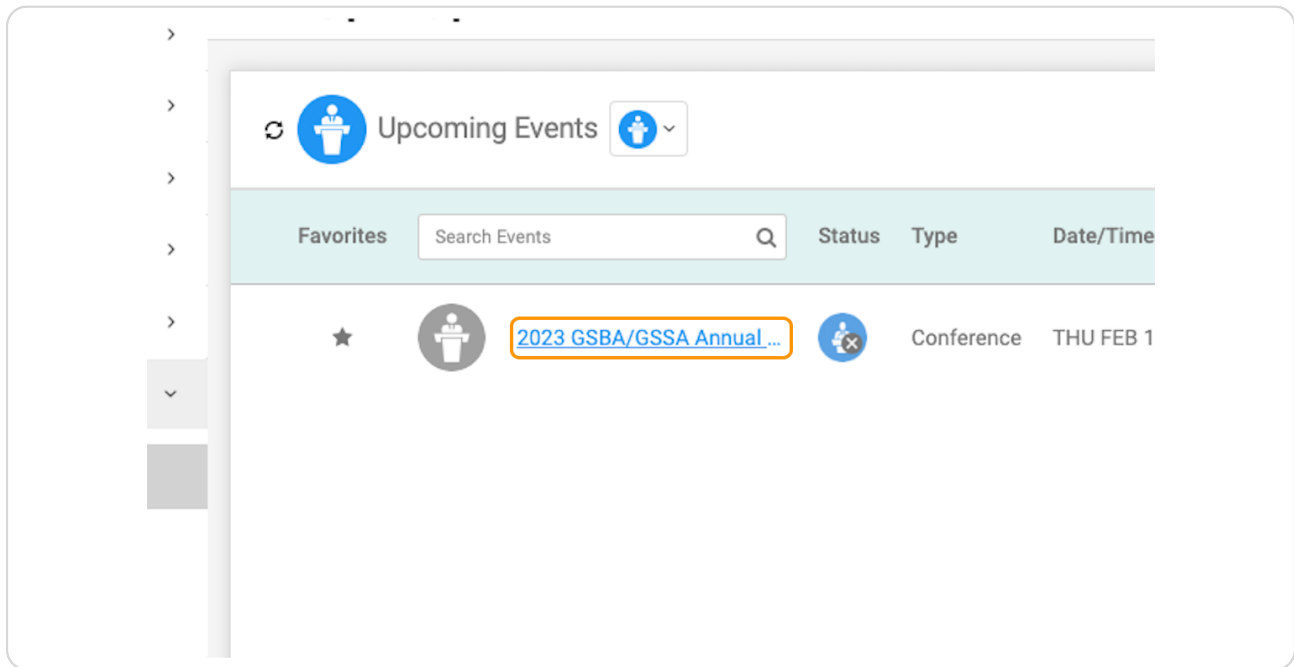 Upcoming Events
Favorites Search Events Status Type Date/Time
2023 GSBA/GSSA Annual ... Conference THU FEB 1